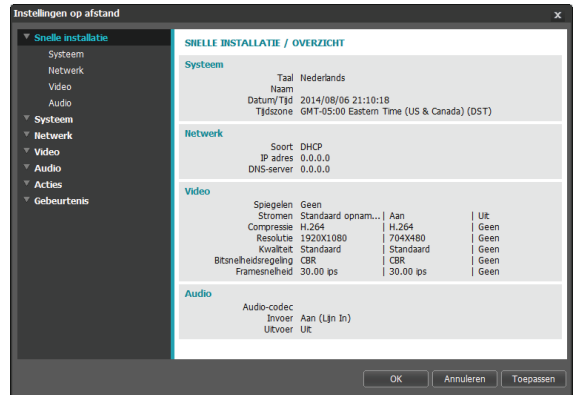 Instellingen op afstand x
Snelle installatie
Systeem
Netwerk
Video
Audio
Systeem
Netwerk
Video
Audio
Acties
Gebeurtenis
SNELLE INSTALLATIE / OVERZICHT
Systeem
Taal Nederlands
Naam
Datum/Tijd 2014/08/06 21:10:18
Tijdszone GMT-05:00 Eastern Time (US & Canada) (DST)
Netwerk
Soort DHCP
IP adres 0.0.0.0
DNS-server 0.0.0.0
Video
Spiegelen Geen
Stromen Standaard opnam... | Aan | Uit
Compressie H.264 | H.264 | Geen
Resolutie 1920X1080 | 704X480 | Geen
Kwaliteit Standaard | Standaard | Geen
Bitsnelheidsregeling CBR | CBR | Geen
Framesnelheid 30.00 ips | 30.00 ips | Geen
Audio
Audio-codec
Invoer Aan (Lijn In)
Uitvoer Uit
OK Annuleren Toepassen